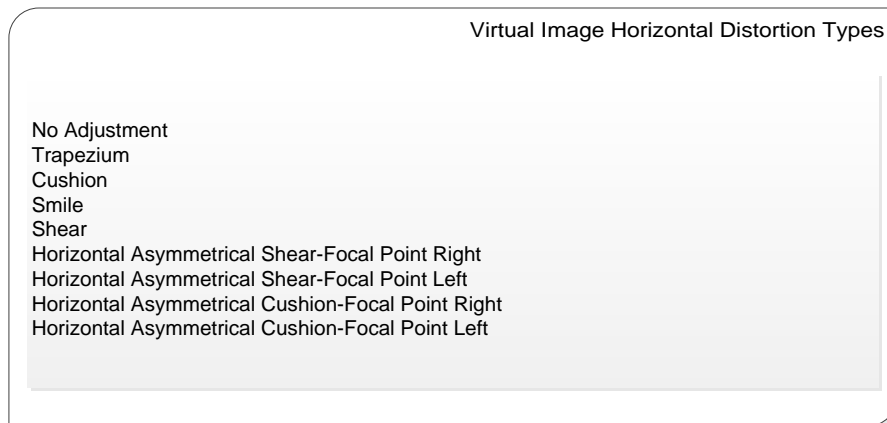 Virtual Image Horizontal Distortion Types
No Adjustment
Trapezium
Cushion
Smile
Shear
Horizontal Asymmetrical Shear-Focal Point Right
Horizontal Asymmetrical Shear-Focal Point Left
Horizontal Asymmetrical Cushion-Focal Point Right
Horizontal Asymmetrical Cushion-Focal Point Left